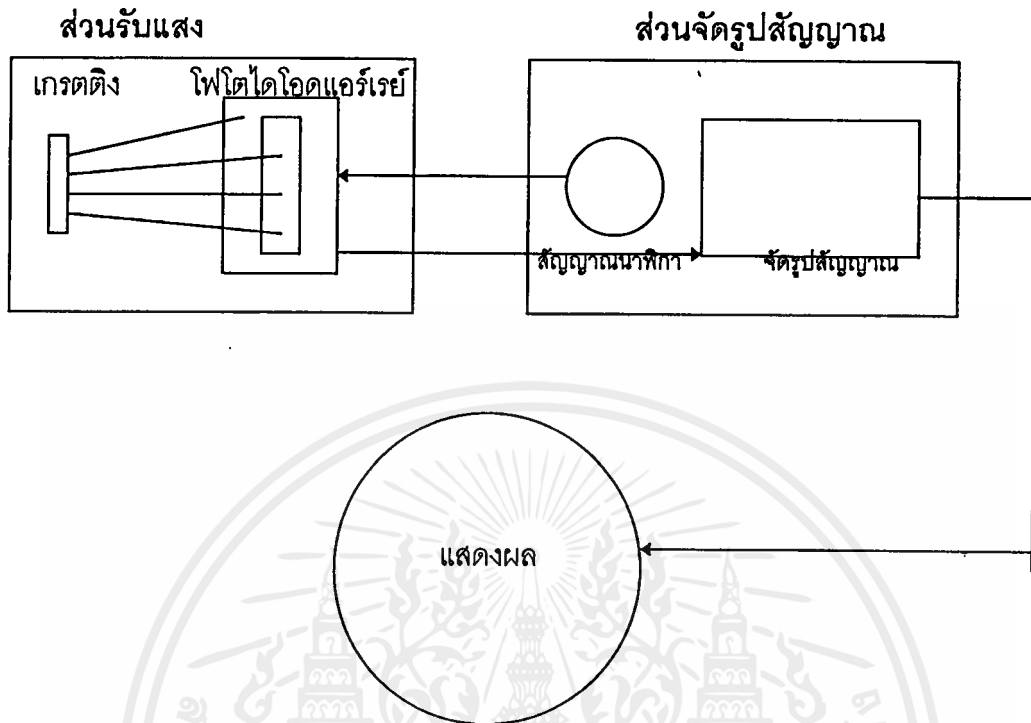 ส่วนรับแสง
ส่วนจัดรูปสัญญาณ
เกรตติง
โฟโตไดโอดแอร์เรย์
สัญญาณนาฬิกา
จัดรูปสัญญาณ
แสดงผล